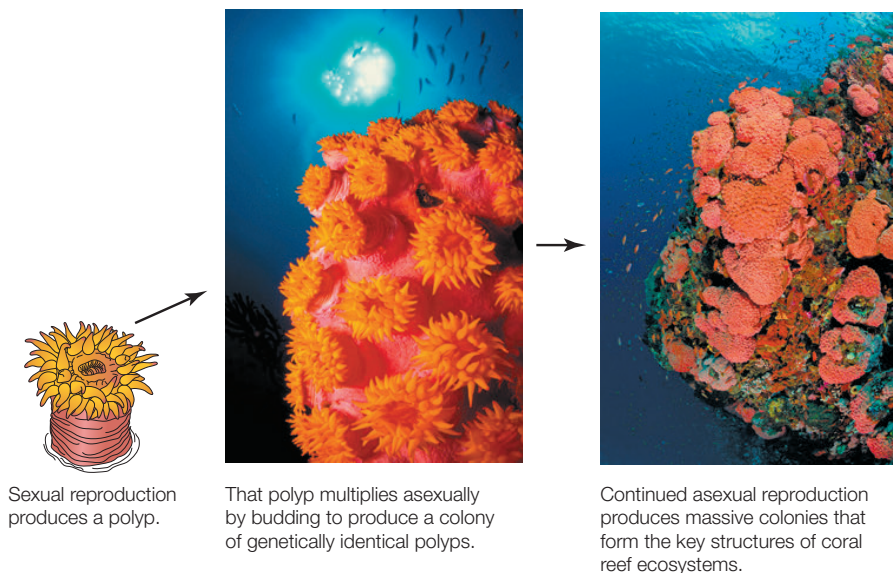 Sexual reproduction
produces a polyp.
That polyp multiplies asexually
by budding to produce a colony
of genetically identical polyps.
Continued asexual reproduction
produces massive colonies that
form the key structures of coral
reef ecosystems.